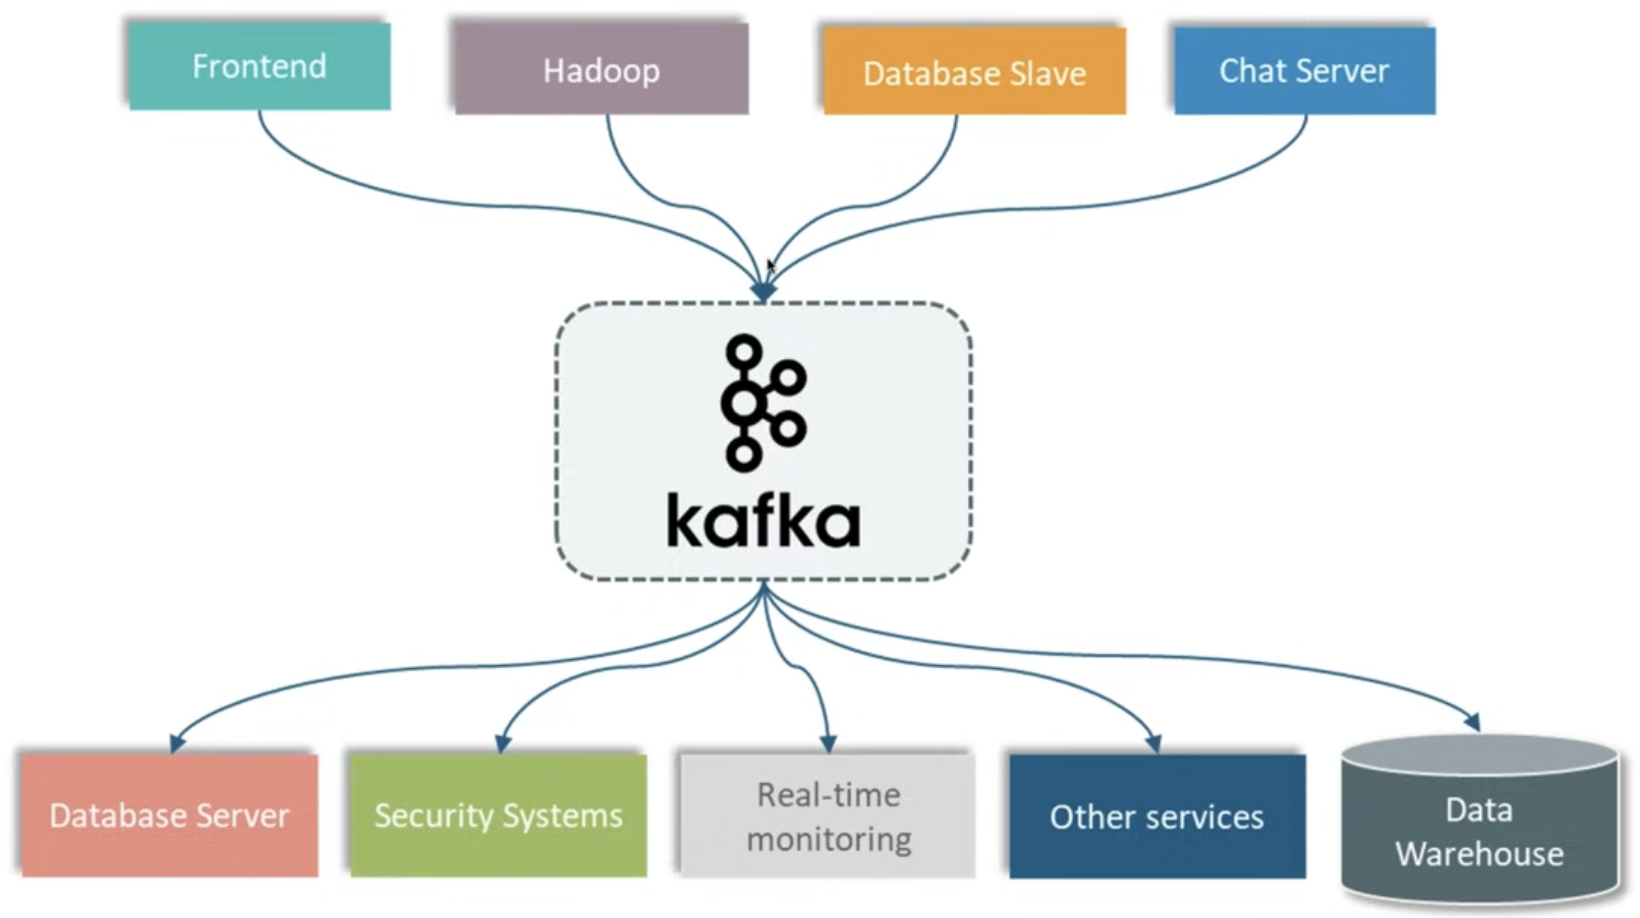 Frontend
Hadoop
Database Slave
Chat Server
kafka
Database Server
Security Systems
Real-time
monitoring
Other services
Data
Warehouse